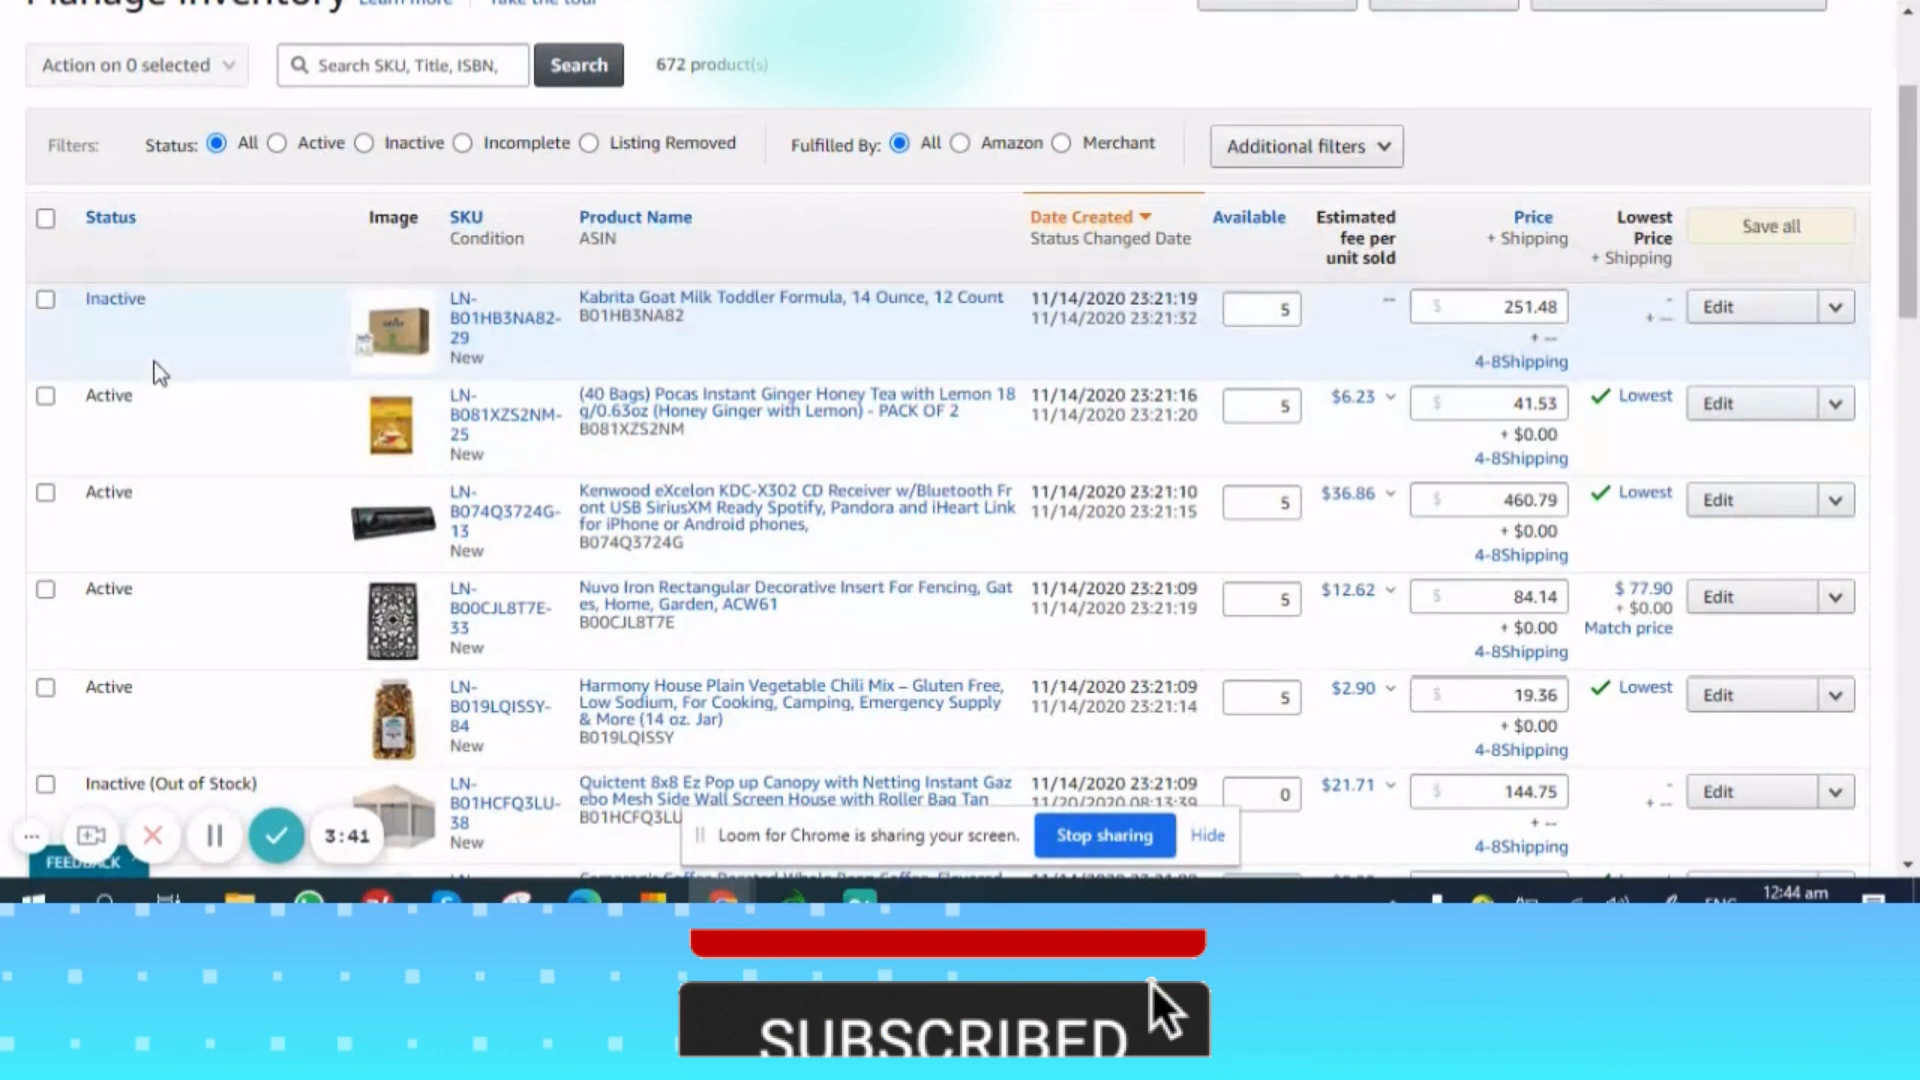 Manage Inventory Learn more Take the tour
Action on 0 selected Search SKU, Title, ISBN, Search 672 product(s)
Filters: Status: All Active Inactive Incomplete Listing Removed Fulfilled By: All Amazon Merchant Additional filters
Status Image SKU Product Name Date Created Available Estimated Price Lowest Save all
Condition ASIN Status Changed Date fee per + Shipping Price
unit sold + Shipping
Inactive LN- Kabrita Goat Milk Toddler Formula, 14 Ounce, 12 Count 11/14/2020 23:21:19 5 -- $ 251.48 - Edit
B01HB3NA82- B01HB3NA82 11/14/2020 23:21:32 + --
29 + --
New 4-8Shipping
Active LN- (40 Bags) Pocas Instant Ginger Honey Tea with Lemon 18 11/14/2020 23:21:16 5 $6.23 $ 41.53 Lowest Edit
B081XZS2NM- g/0.63oz (Honey Ginger with Lemon) - PACK OF 2 11/14/2020 23:21:20
25 B081XZS2NM + $0.00
New 4-8Shipping
Active LN- Kenwood eXcelon KDC-X302 CD Receiver w/Bluetooth Fr 11/14/2020 23:21:10 5 $36.86 $ 460.79 Lowest Edit
B074Q3724G- ont USB SiriusXM Ready Spotify, Pandora and iHeart Link 11/14/2020 23:21:15
13 for iPhone or Android phones, + $0.00
New B074Q3724G 4-8Shipping
Active LN- Nuvo Iron Rectangular Decorative Insert For Fencing, Gat 11/14/2020 23:21:09 5 $12.62 $ 84.14 $ 77.90 Edit
B00CJL8T7E- es, Home, Garden, ACW61 11/14/2020 23:21:19 + $0.00
33 B00CJL8T7E + $0.00 Match price
New 4-8Shipping
Active LN- Harmony House Plain Vegetable Chili Mix – Gluten Free, 11/14/2020 23:21:09 5 $2.90 $ 19.36 Lowest Edit
B019LQISSY- Low Sodium, For Cooking, Camping, Emergency Supply 11/14/2020 23:21:14
84 & More (14 oz. Jar) + $0.00
New B019LQISSY 4-8Shipping
Inactive (Out of Stock) LN- Quictent 8x8 Ez Pop up Canopy with Netting Instant Gaz 11/14/2020 23:21:09 0 $21.71 $ 144.75 - Edit
B01HCFQ3LU- ebo Mesh Side Wall Screen House with Roller Bag Tan 11/20/2020 08:13:39 + --
38 B01HCFQ3LU + --
New 4-8Shipping
3:41 Loom for Chrome is sharing your screen. Stop sharing Hide
FEEDBACK
12:44 am
ENG
SUBSCRIBED